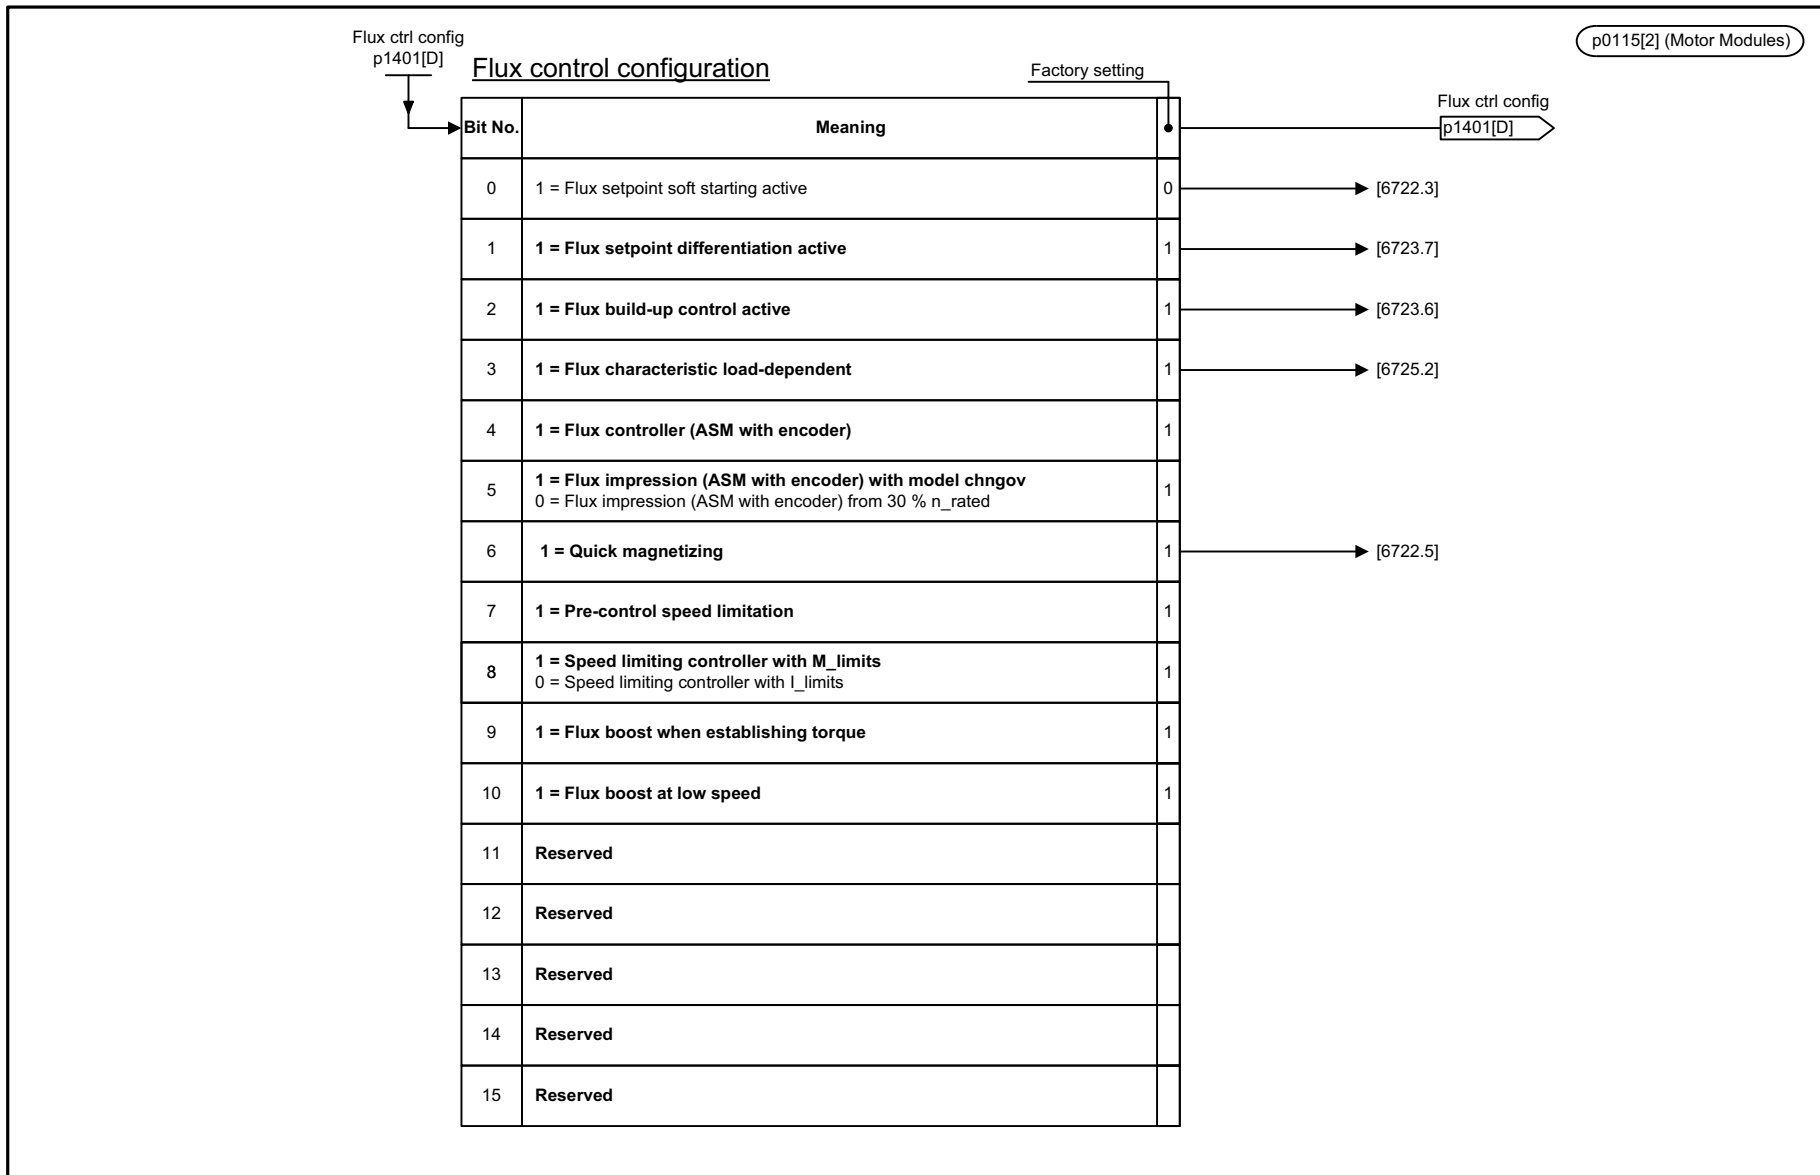 Flux ctrl config
p1401[D]
p0115[2] (Motor Modules)
Flux control configuration
Factory setting
Flux ctrl config
p1401[D]
Bit No. Meaning
0 1 = Flux setpoint soft starting active 0 [6722.3]
1 1 = Flux setpoint differentiation active 1 [6723.7]
2 1 = Flux build-up control active 1 [6723.6]
3 1 = Flux characteristic load-dependent 1 [6725.2]
4 1 = Flux controller (ASM with encoder) 1
5 1 = Flux impression (ASM with encoder) with model chngov 1
0 = Flux impression (ASM with encoder) from 30 % n_rated
6 1 = Quick magnetizing 1 [6722.5]
7 1 = Pre-control speed limitation 1
8 1 = Speed limiting controller with M_limits 1
0 = Speed limiting controller with I_limits
9 1 = Flux boost when establishing torque 1
10 1 = Flux boost at low speed 1
11 Reserved
12 Reserved
13 Reserved
14 Reserved
15 Reserved